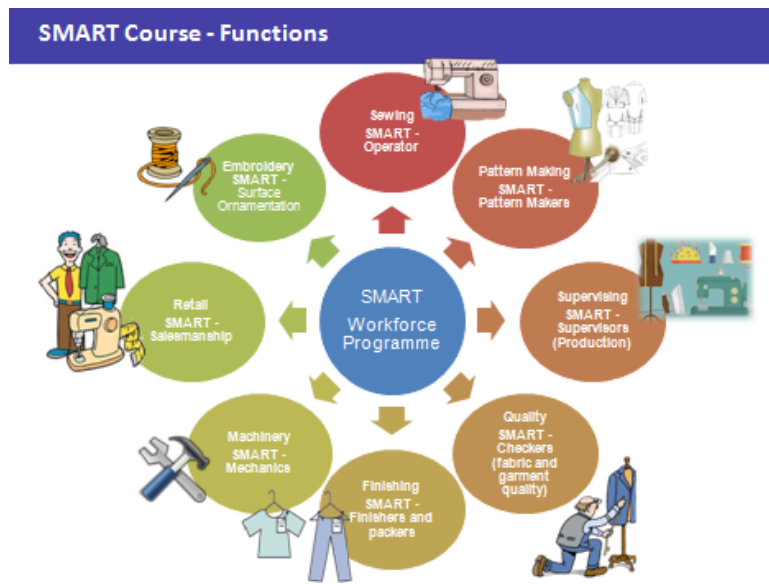 SMART Course - Functions
Sewing
SMART -
Operator
Pattern Making
SMART -
Pattern Makers
Supervising
SMART -
Supervisors
(Production)
Quality
SMART -
Checkers
(fabric and
garment
quality)
Finishing
SMART -
Finishers and
packers
Machinery
SMART -
Mechanics
Retail
SMART -
Salesmanship
Embroidery
SMART -
Surface
Ornamentation
SMART
Workforce
Programme